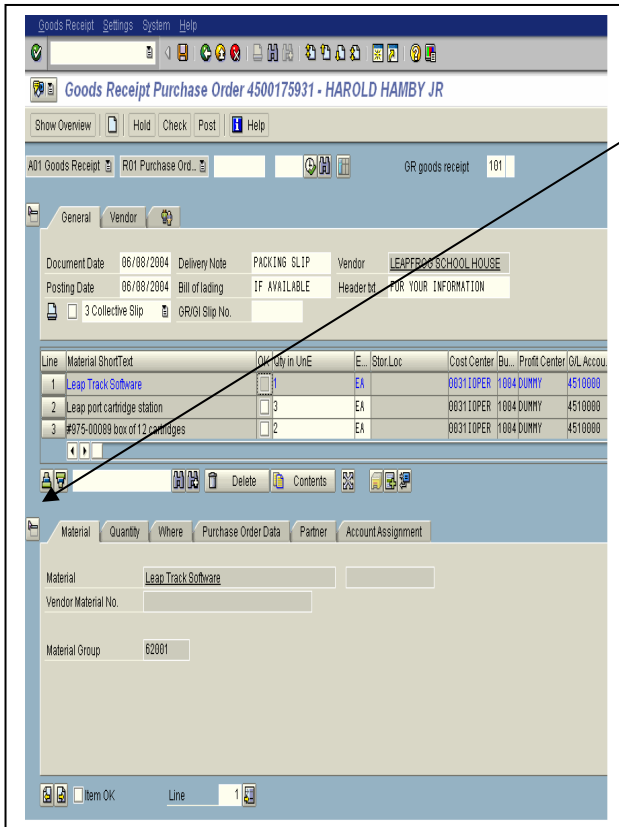 Goods Receipt Settings System Help
Goods Receipt Purchase Order 4500175931 - HAROLD HAMBY JR
Show Overview Hold Check Post Help
A01 Goods Receipt R01 Purchase Ord.. GR goods receipt 101
General Vendor
Document Date 06/08/2004 Delivery Note PACKING SLIP Vendor LEAPFROG SCHOOL HOUSE
Posting Date 06/08/2004 Bill of lading IF AVAILABLE Header txt FOR YOUR INFORMATION
3 Collective Slip GR/GI Slip No.
Line Material ShortText OK Qty in UnE E... Stor.Loc Cost Center Bu... Profit Center G/L Accou
1 Leap Track Software 1 EA 0031IOPER 1004 DUMMY 4510000
2 Leap port cartridge station 3 EA 0031IOPER 1004 DUMMY 4510000
3 #975-00089 box of 12 cartridges 2 EA 0031IOPER 1004 DUMMY 4510000
Delete Contents
Material Quantity Where Purchase Order Data Partner Account Assignment
Material Leap Track Software
Vendor Material No.
Material Group 62001
Item OK Line 1